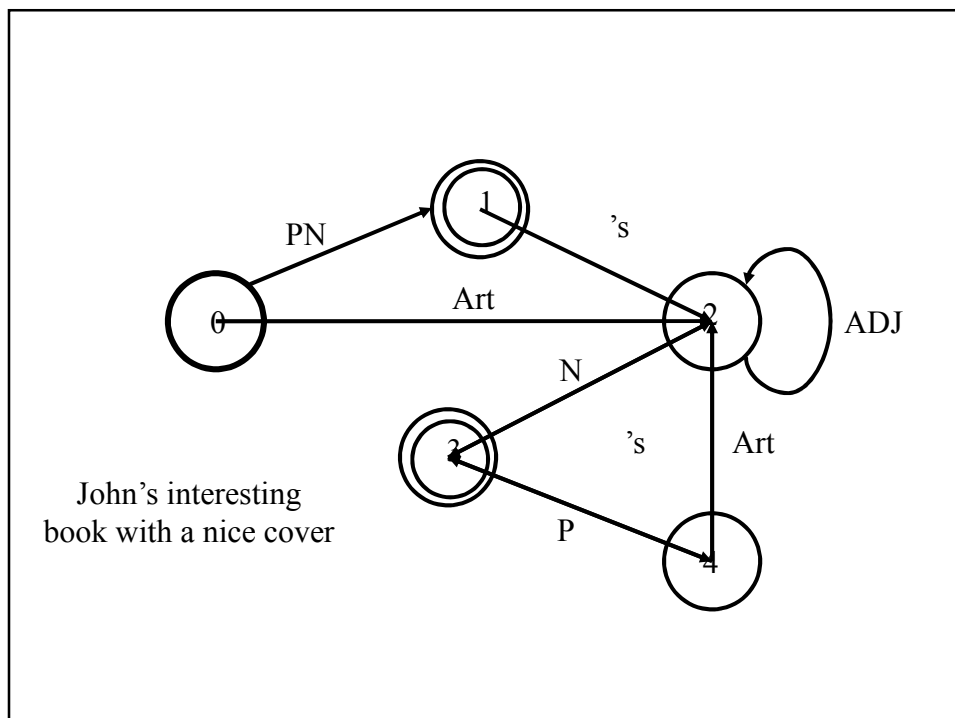 1
’s
PN
Art
0
2
ADJ
N
’s
Art
3
John’s interesting
book with a nice cover
P
4